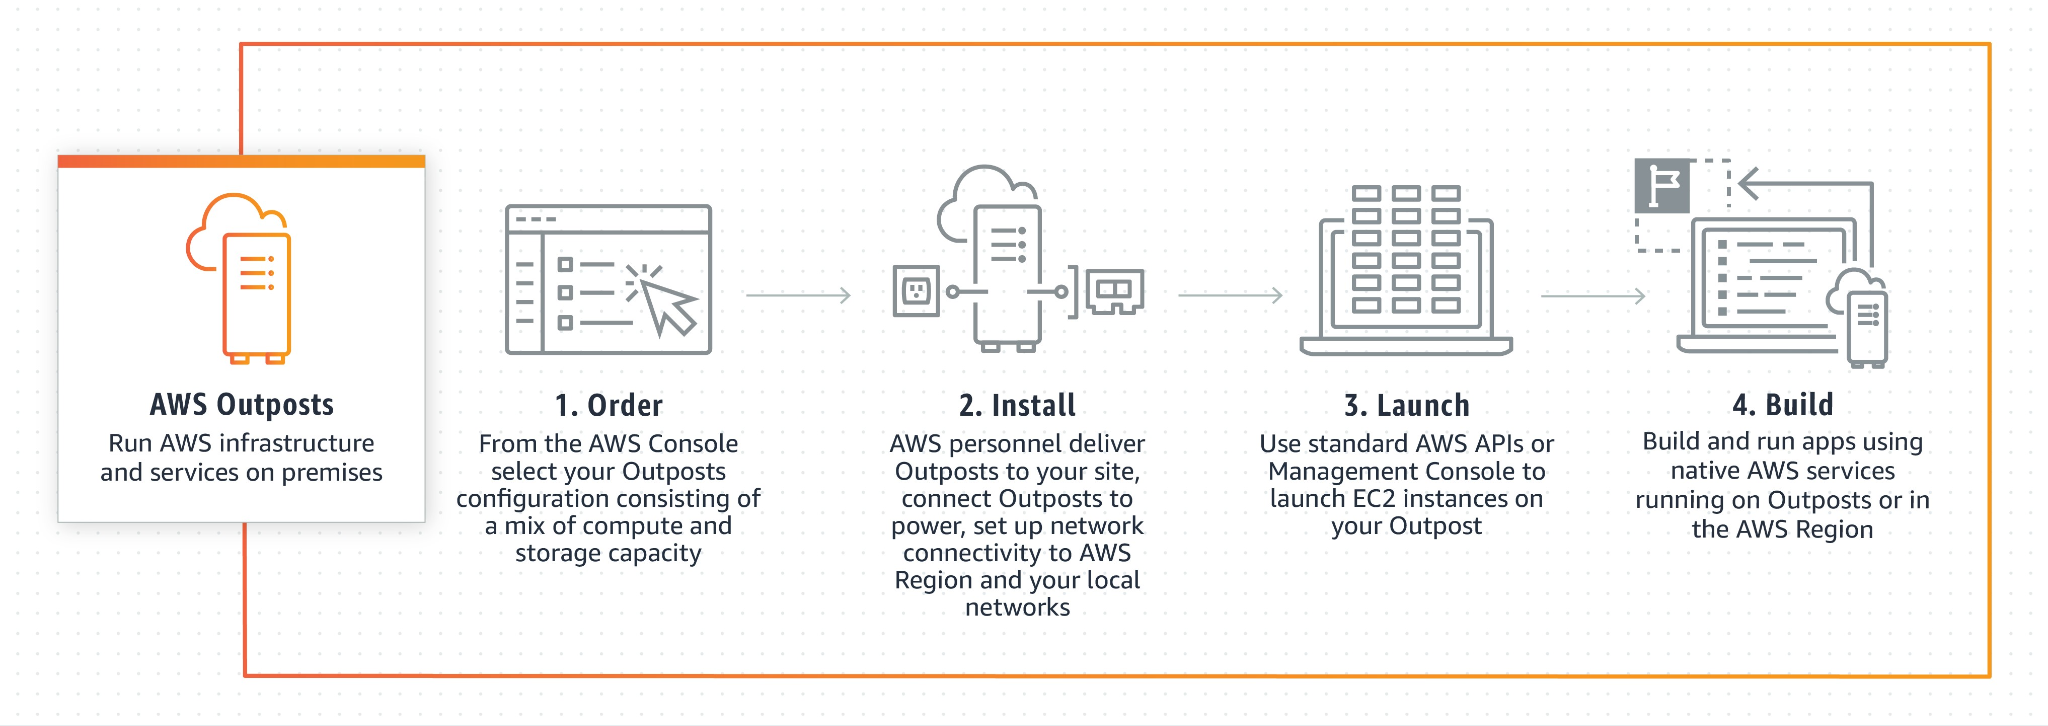 AWS Outposts
Run AWS infrastructure
and services on premises
1. Order
From the AWS Console
select your Outposts
configuration consisting of
a mix of compute and
storage capacity
2. Install
AWS personnel deliver
Outposts to your site,
connect Outposts to
power, set up network
connectivity to AWS
Region and your local
networks
3. Launch
Use standard AWS APIs or
Management Console to
launch EC2 instances on
your Outpost
4. Build
Build and run apps using
native AWS services
running on Outposts or in
the AWS Region